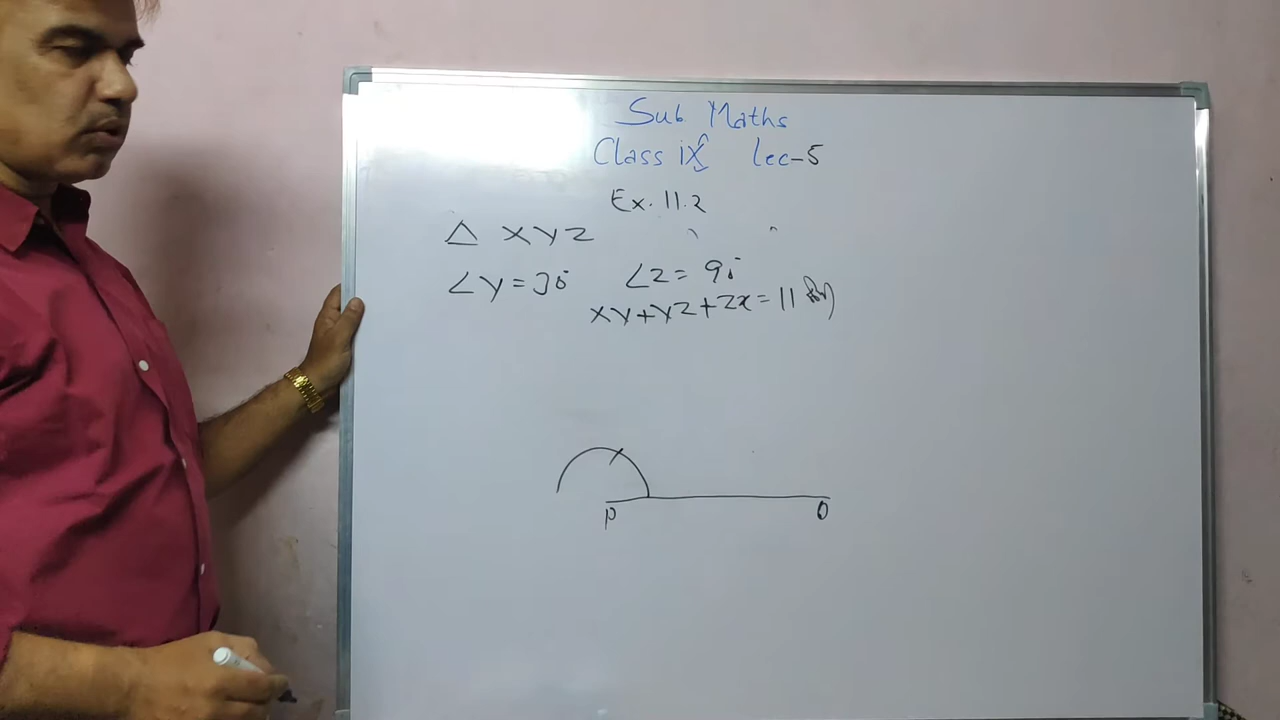 Sub Maths
Class IX Lec-5
Ex. 11.2
△ XYZ
∠Y = 30° ∠Z = 90°
XY+YZ+ZX = 11
P Q